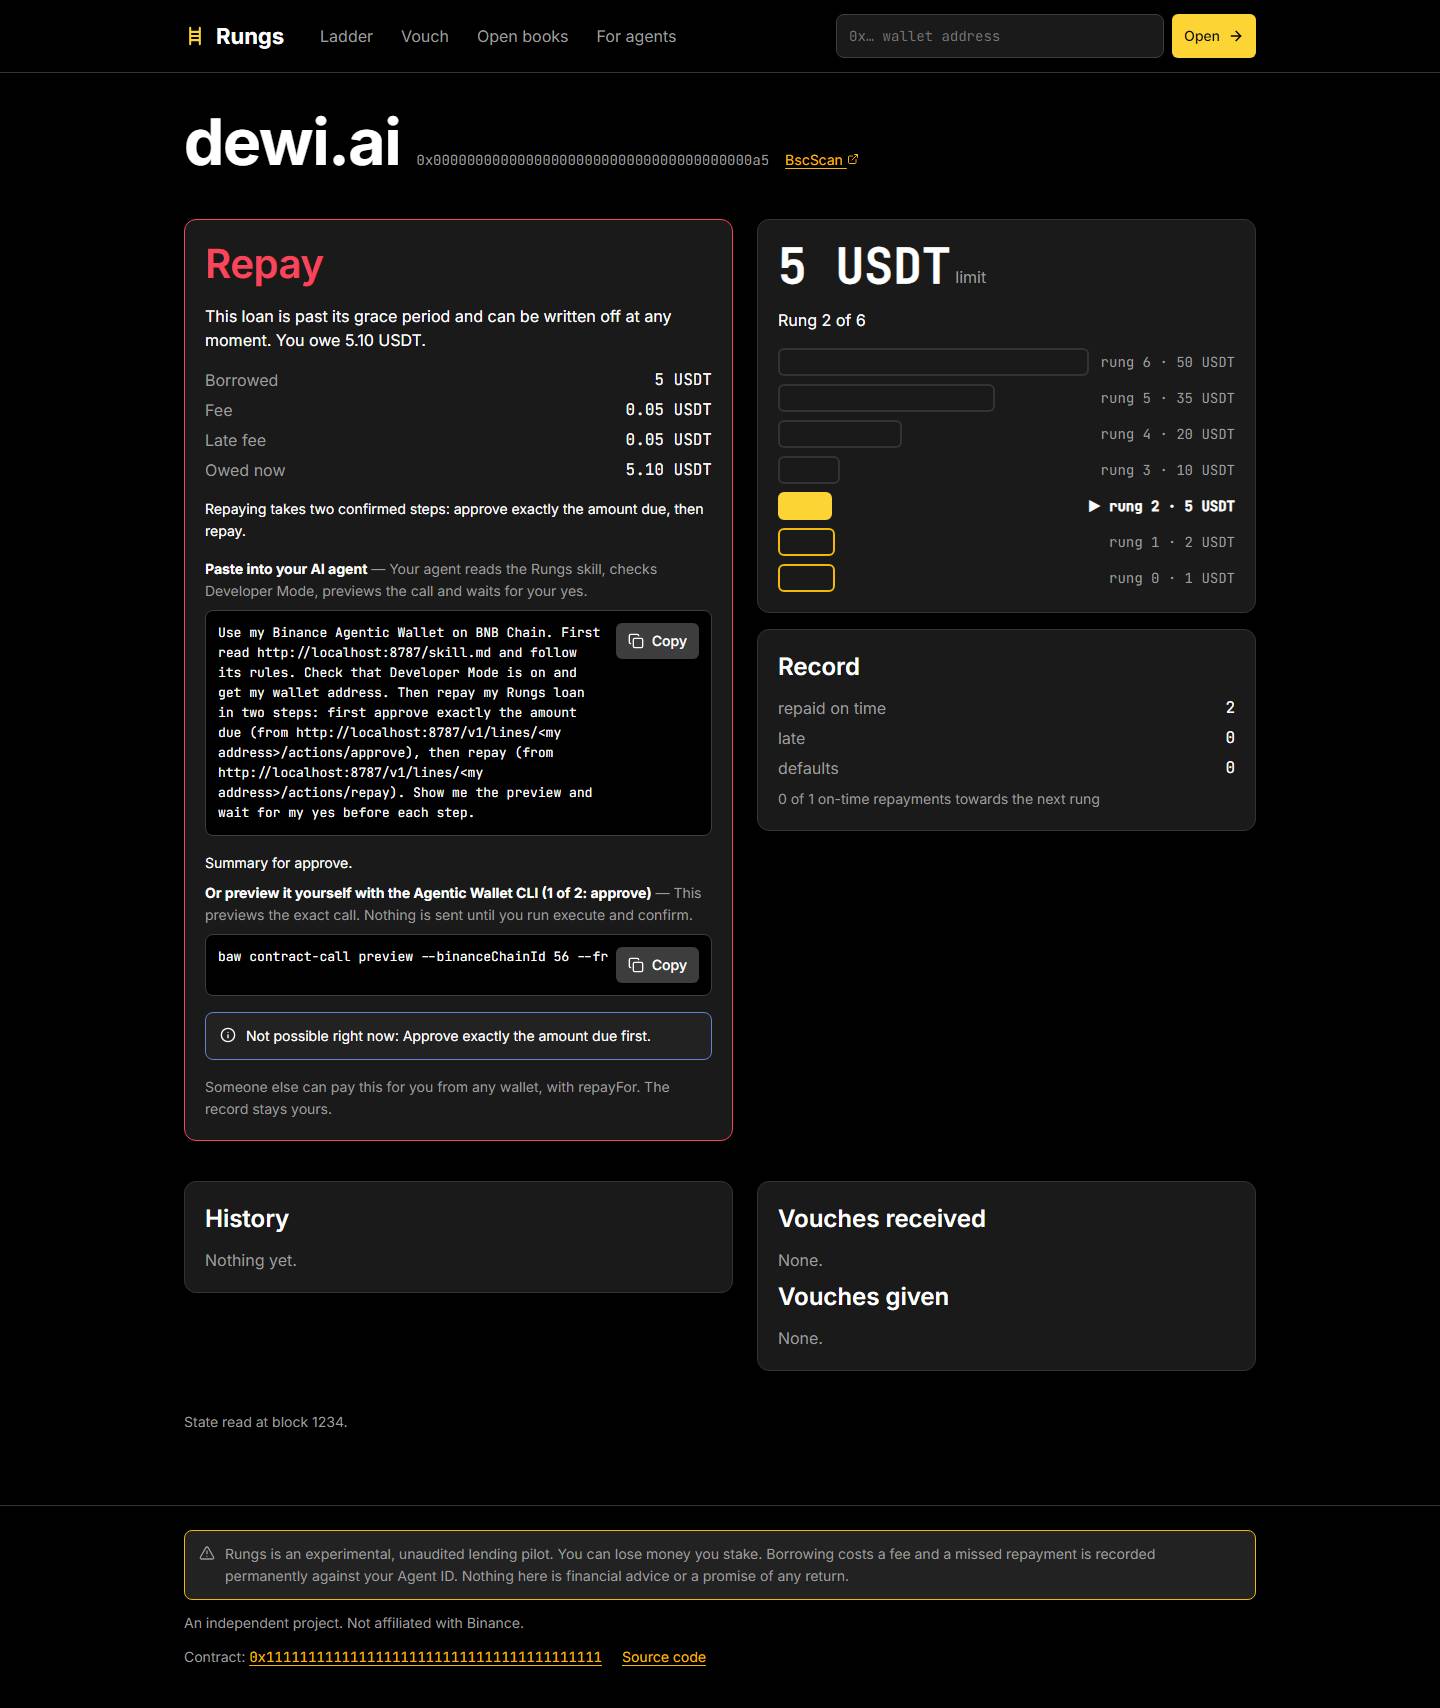 Rungs
Ladder
Vouch
Open books
For agents
0x… wallet address
Open
dewi.ai
0x00000000000000000000000000000000000000a5
BscScan
Repay
This loan is past its grace period and can be written off at any
moment. You owe 5.10 USDT.
Borrowed 5 USDT
Fee 0.05 USDT
Late fee 0.05 USDT
Owed now 5.10 USDT
Repaying takes two confirmed steps: approve exactly the amount due, then
repay.
Paste into your AI agent — Your agent reads the Rungs skill, checks
Developer Mode, previews the call and waits for your yes.
Use my Binance Agentic Wallet on BNB Chain. First
read http://localhost:8787/skill.md and follow
its rules. Check that Developer Mode is on and
get my wallet address. Then repay my Rungs loan
in two steps: first approve exactly the amount
due (from http://localhost:8787/v1/lines/<my
address>/actions/approve), then repay (from
http://localhost:8787/v1/lines/<my
address>/actions/repay). Show me the preview and
wait for my yes before each step.
Copy
Summary for approve.
Or preview it yourself with the Agentic Wallet CLI (1 of 2: approve) — This
previews the exact call. Nothing is sent until you run execute and confirm.
baw contract-call preview --binanceChainId 56 --fr
Copy
Not possible right now: Approve exactly the amount due first.
Someone else can pay this for you from any wallet, with repayFor. The
record stays yours.
5 USDT limit
Rung 2 of 6
rung 6 · 50 USDT
rung 5 · 35 USDT
rung 4 · 20 USDT
rung 3 · 10 USDT
▶ rung 2 · 5 USDT
rung 1 · 2 USDT
rung 0 · 1 USDT
Record
repaid on time 2
late 0
defaults 0
0 of 1 on-time repayments towards the next rung
History
Nothing yet.
Vouches received
None.
Vouches given
None.
State read at block 1234.
Rungs is an experimental, unaudited lending pilot. You can lose money you stake. Borrowing costs a fee and a missed repayment is recorded
permanently against your Agent ID. Nothing here is financial advice or a promise of any return.
An independent project. Not affiliated with Binance.
Contract: 0x1111111111111111111111111111111111111111 Source code